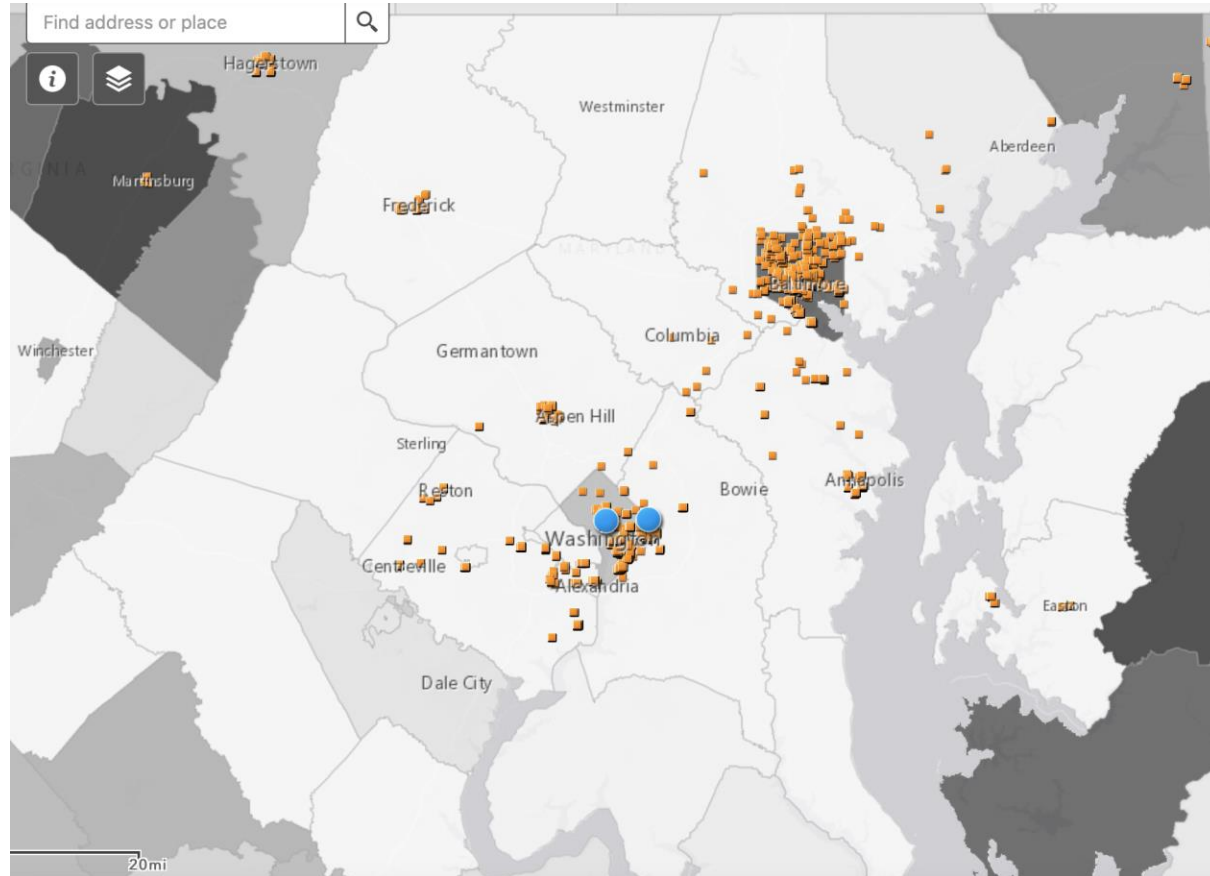 Find address or place
Hagerstown
Westminster
Aberdeen
Martinsburg
Frederick
MARYLAND
Baltimore
Columbia
Winchester
Germantown
Aspen Hill
Sterling
Reston
Bowie
Annapolis
Washington
Centreville
Alexandria
Easton
Dale City
20mi